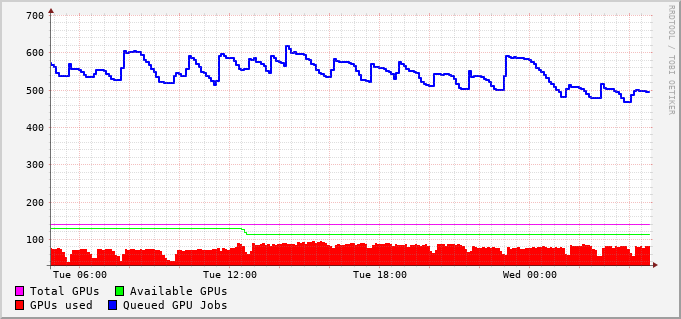 700
600
500
400
300
200
100
Tue 06:00 Tue 12:00 Tue 18:00 Wed 00:00
Total GPUs Available GPUs
GPUs used Queued GPU Jobs
RRDTOOL / TOBI OETIKER